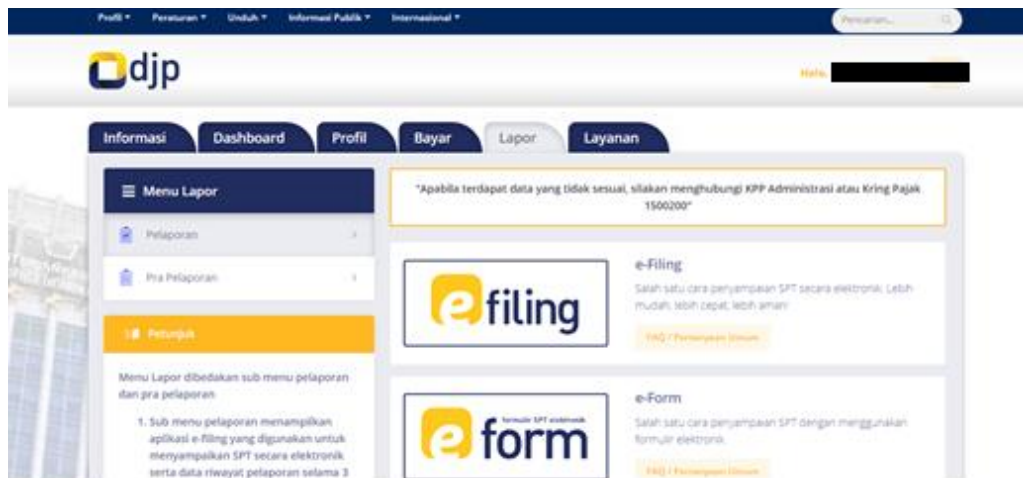 Profil Peraturan Unduh Informasi Publik Internasional
Pencarian...
djp
Halo,
Informasi Dashboard Profil Bayar Lapor Layanan
Menu Lapor
Pelaporan
Pra Pelaporan
Petunjuk
Menu Lapor dibedakan sub menu pelaporan
dan pra pelaporan
1. Sub menu pelaporan menampilkan
aplikasi e-filing yang digunakan untuk
menyampaikan SPT secara elektronik
serta data riwayat pelaporan selama 3
"Apabila terdapat data yang tidak sesuai, silakan menghubungi KPP Administrasi atau Kring Pajak
1500200"
e filing
e-Filing
Salah satu cara penyampaian SPT secara elektronik. Lebih
mudah, lebih cepat, lebih aman!
FAQ / Pertanyaan Umum
formulir SPT elektronik
e form
e-Form
Salah satu cara penyampaian SPT dengan menggunakan
formulir elektronik.
FAQ / Pertanyaan Umum